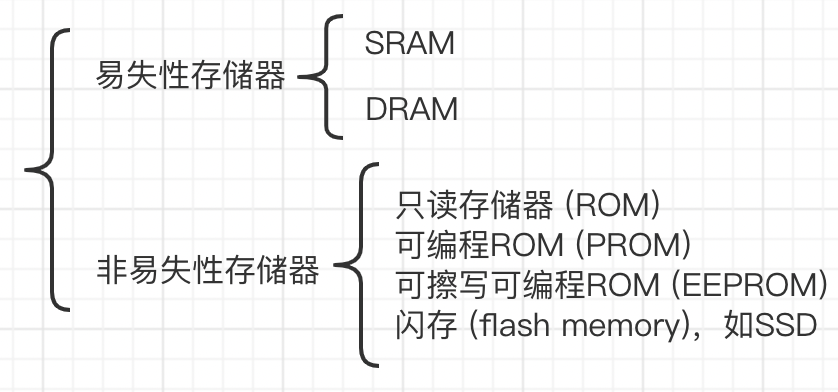 易失性存储器
SRAM
DRAM
非易失性存储器
只读存储器 (ROM)
可编程ROM (PROM)
可擦写可编程ROM (EEPROM)
闪存 (flash memory)，如SSD